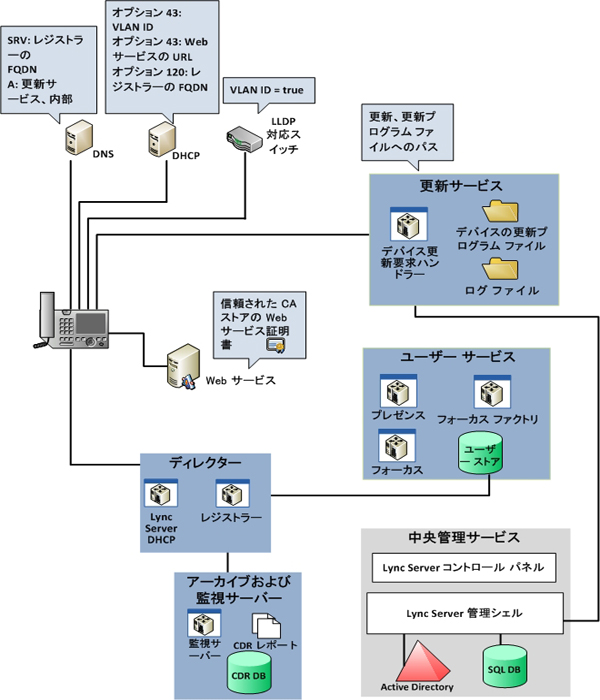 SRV: レジストラ
ーの
FQDN
A: 更新サ
ービス、内部
DNS
オプション 43:
VLAN ID
オプション 43: Web
サービスの URL
オプション 120: レ
ジストラーの FQDN
DHCP
VLAN ID = true
LLDP
対応ス
イッチ
更新、更新プ
ログラム ファ
イルへのパス
更新サービス
デバイス更
新要求ハン
ドラー
デバイスの更新プ
ログラム ファイル
ログ ファイル
信頼された CA
ストアの Web
サービス証明
書
Web サービス
ユーザー サービス
プレゼンス
フォーカス ファクトリ
フォーカス
ユーザ
ー ストア
ディレクター
Lync
Server
DHCP
レジストラー
アーカイブおよび
監視サーバー
監視サ
ーバー
CDR レポート
CDR DB
中央管理サービス
Lync Server コントロール パネル
Lync Server 管理シェル
Active Directory
SQL DB